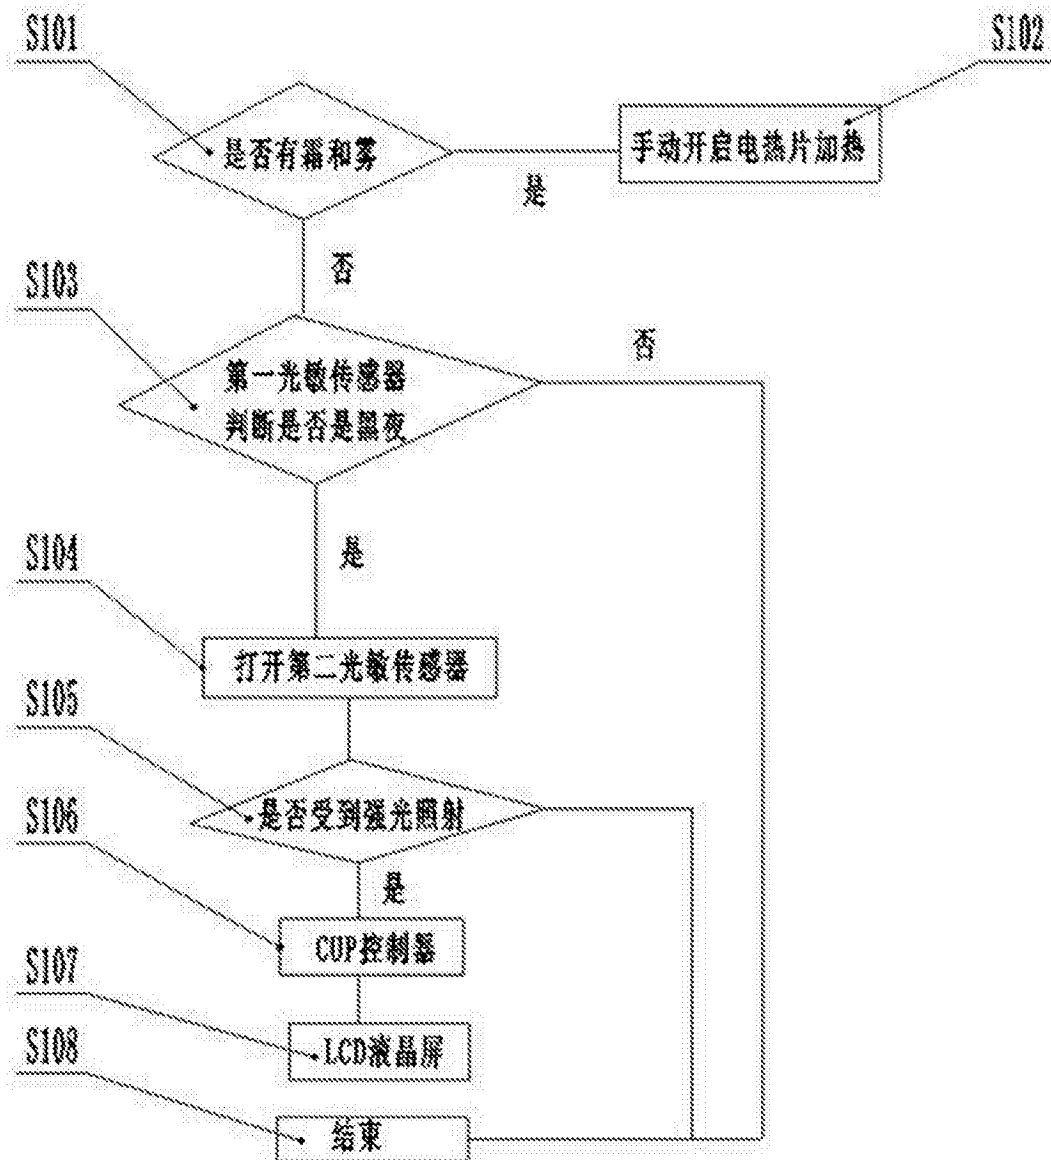 S101
S102
是否有霜和雾
手动开启电热片加热
是
否
S103
否
第一光敏传感器
判断是否是黑夜
是
S104
打开第二光敏传感器
S105
是否受到强光照射
S106
是
CUP控制器
S107
LCD液晶屏
S108
结束